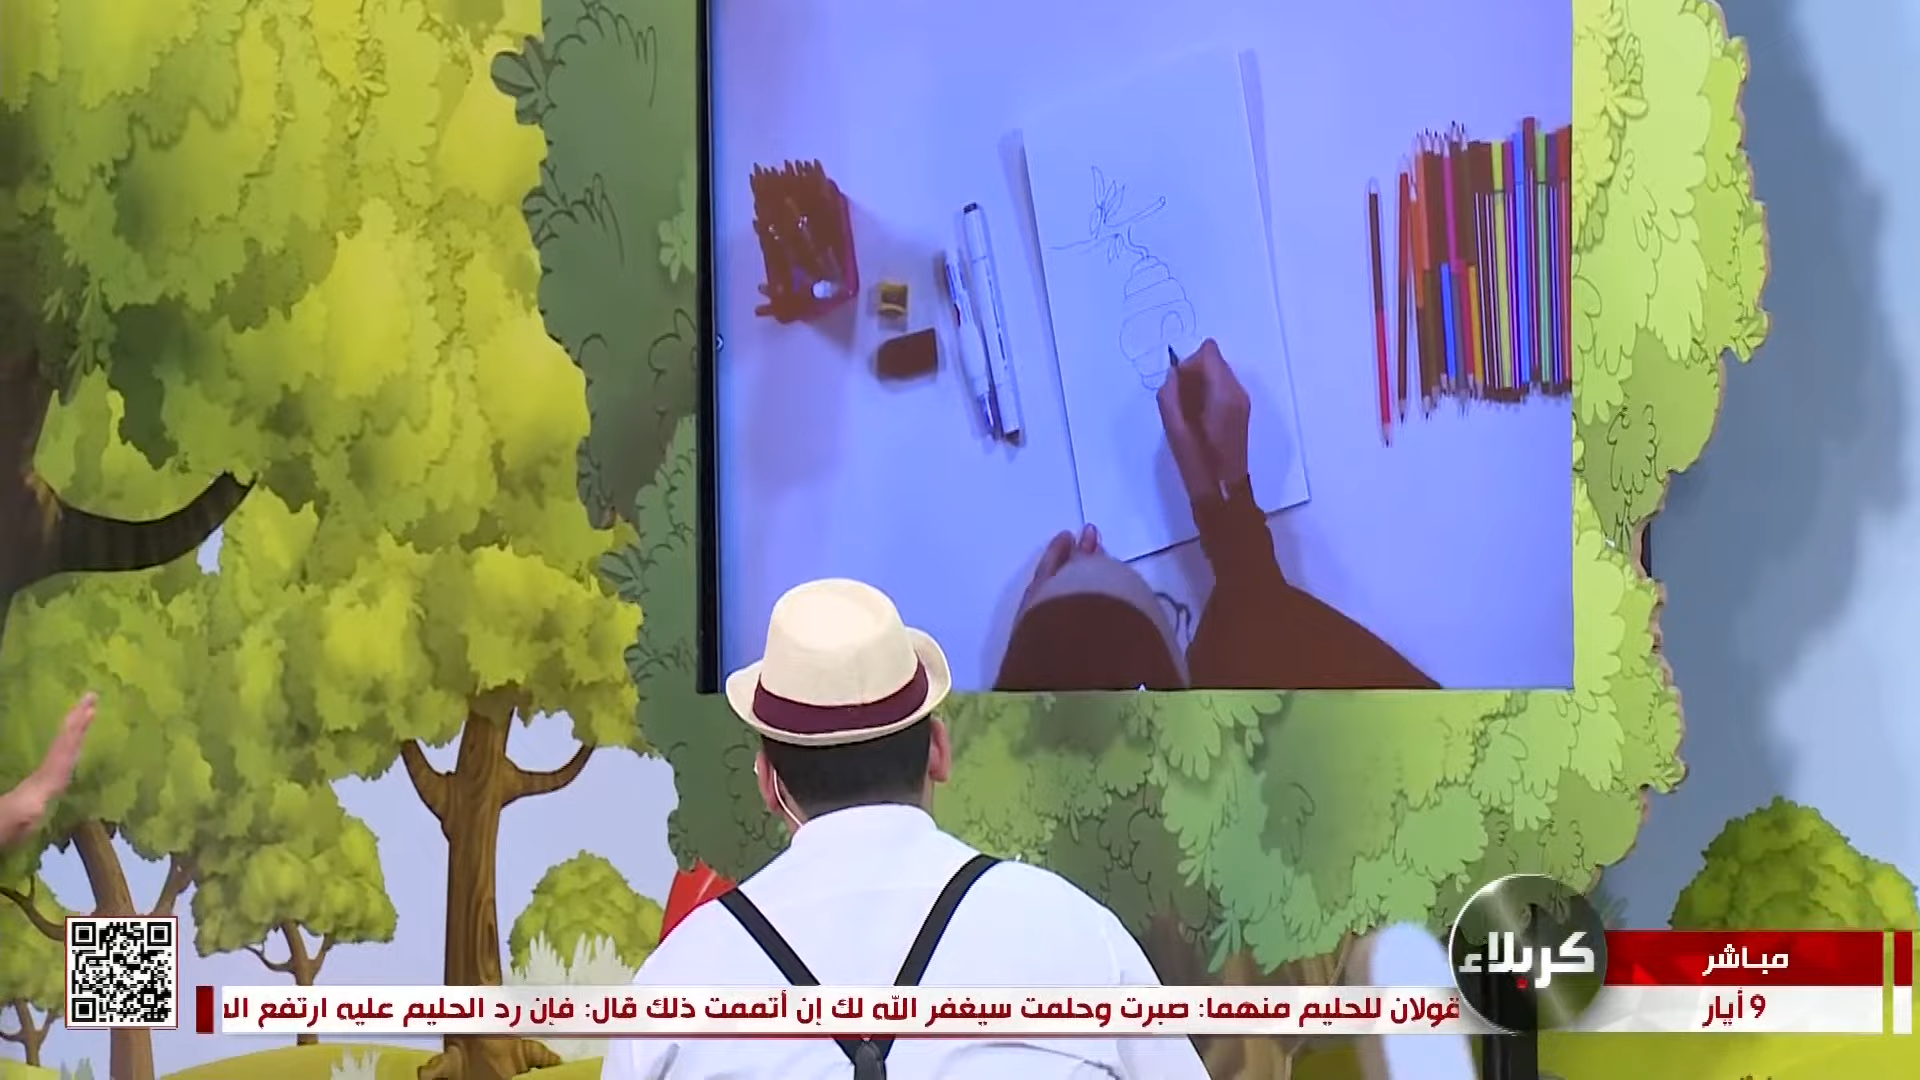 كربلاء
مباشر
9 أيار
قولان للحليم منهما: صبرت وحلمت سيغفر الله لك إن أتممت ذلك قال: فإن رد الحليم عليه ارتفع